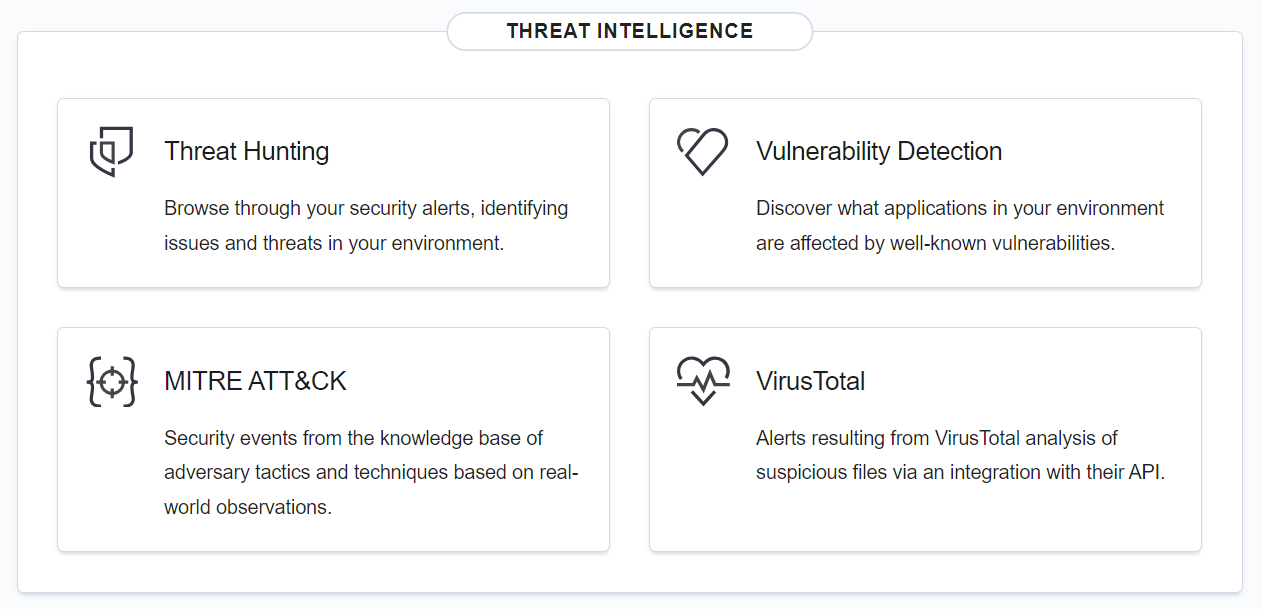 THREAT INTELLIGENCE
Threat Hunting
Browse through your security alerts, identifying
issues and threats in your environment.
Vulnerability Detection
Discover what applications in your environment
are affected by well-known vulnerabilities.
MITRE ATT&CK
Security events from the knowledge base of
adversary tactics and techniques based on real-
world observations.
VirusTotal
Alerts resulting from VirusTotal analysis of
suspicious files via an integration with their API.